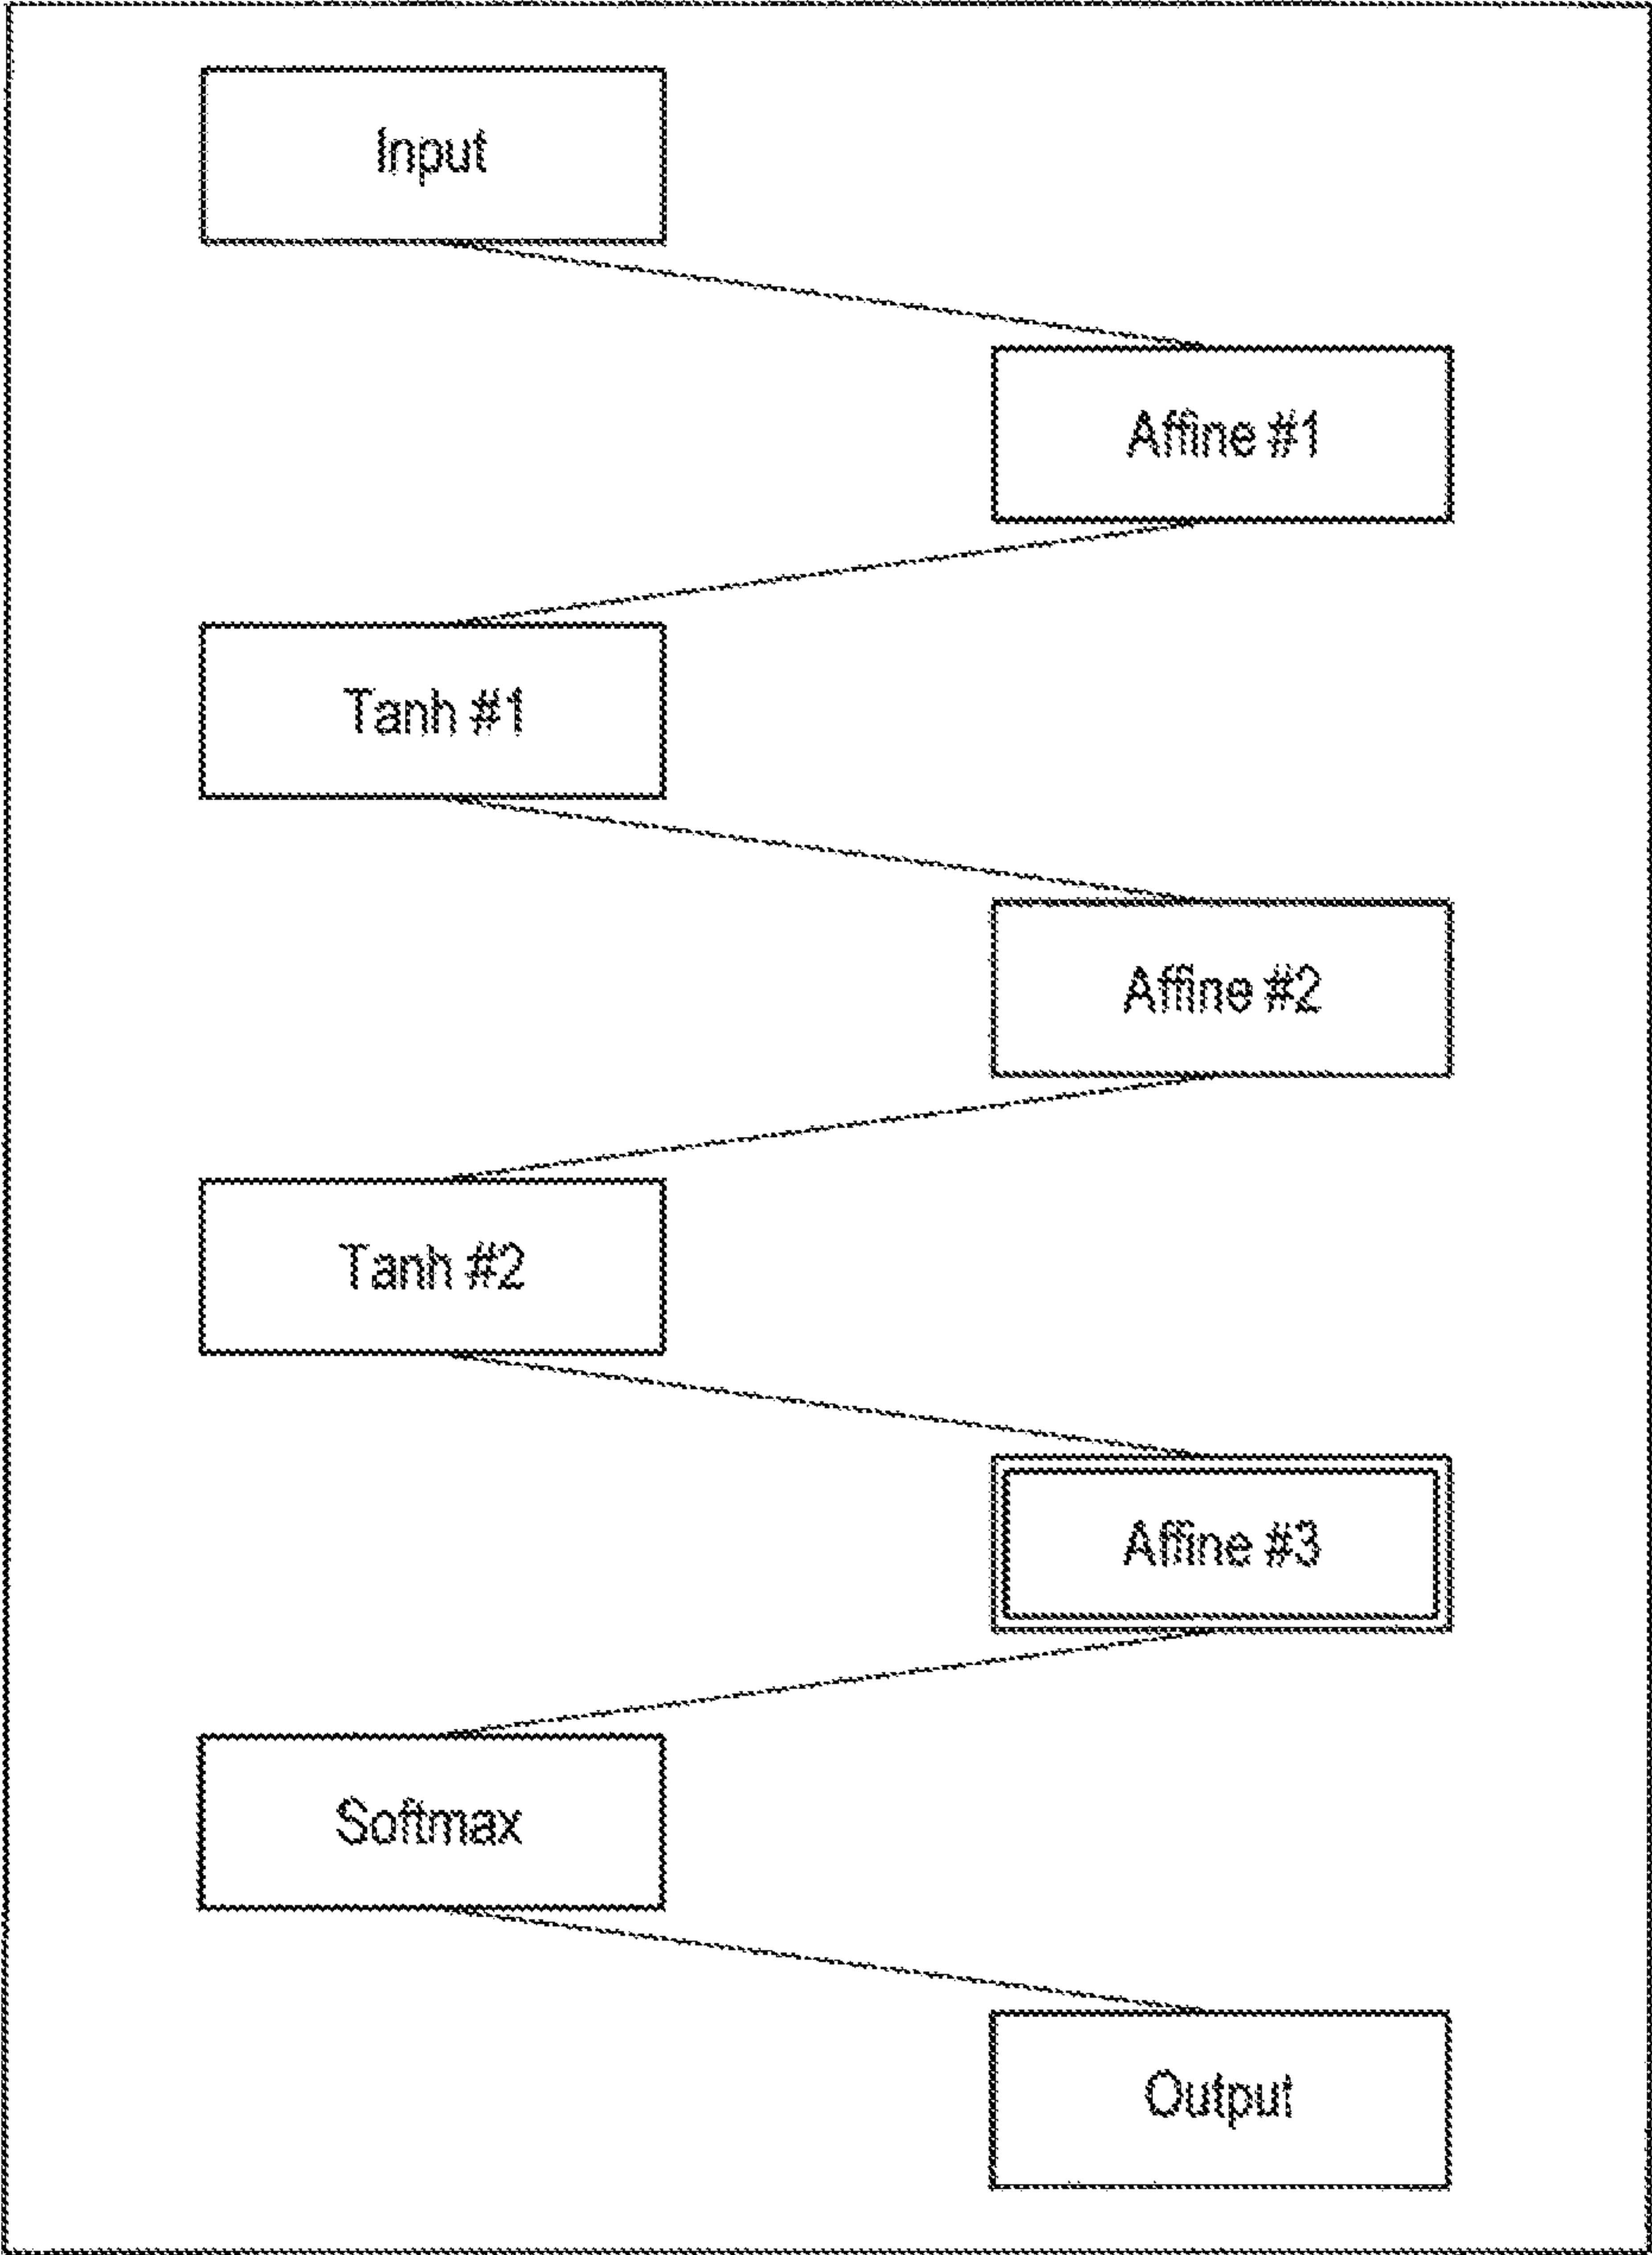 Input
Affine #1
Tanh #1
Affine #2
Tanh #2
Affine #3
Softmax
Output